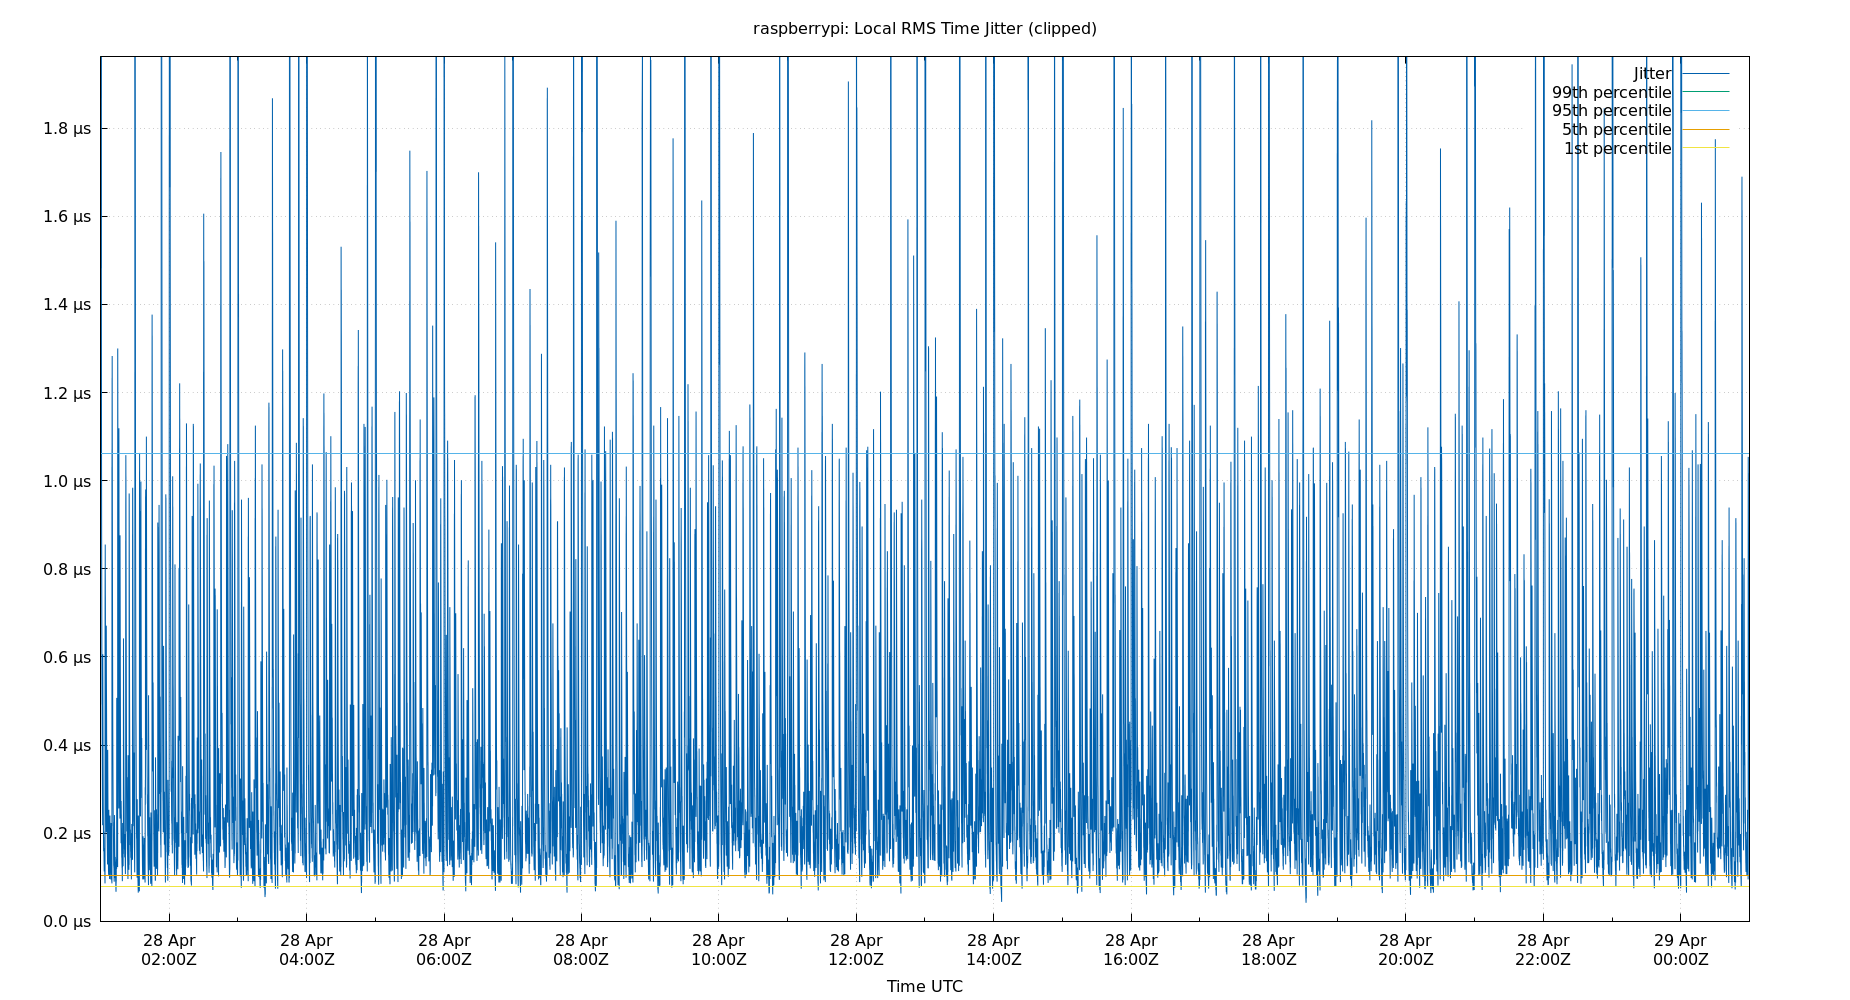 raspberrypi: Local RMS Time Jitter (clipped)
Jitter
99th percentile
95th percentile
5th percentile
1st percentile
1.8 µs
1.6 µs
1.4 µs
1.2 µs
1.0 µs
0.8 µs
0.6 µs
0.4 µs
0.2 µs
0.0 µs
28 Apr 28 Apr 28 Apr 28 Apr 28 Apr 28 Apr 28 Apr 28 Apr 28 Apr 28 Apr 28 Apr 29 Apr
02:00Z 04:00Z 06:00Z 08:00Z 10:00Z 12:00Z 14:00Z 16:00Z 18:00Z 20:00Z 22:00Z 00:00Z
Time UTC